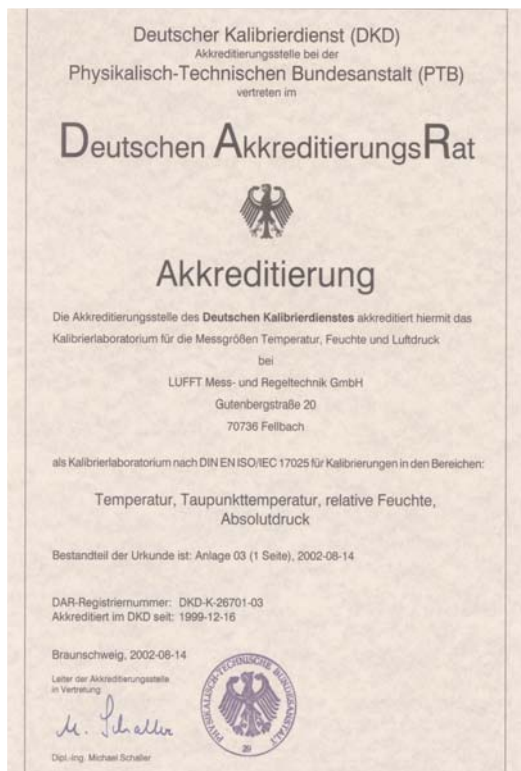 Deutscher Kalibrierdienst (DKD)
Akkreditierungsstelle bei der
Physikalisch-Technischen Bundesanstalt (PTB)
vertreten im
Deutschen AkkreditierungsRat
Akkreditierung
Die Akkreditierungsstelle des Deutschen Kalibrierdienstes akkreditiert hiermit das
Kalibrierlaboratorium für die Messgrößen Temperatur, Feuchte und Luftdruck
bei
LUFFT Mess- und Regeltechnik GmbH
Gutenbergstraße 20
70736 Fellbach
als Kalibrierlaboratorium nach DIN EN ISO/IEC 17025 für Kalibrierungen in den Bereichen:
Temperatur, Taupunkttemperatur, relative Feuchte,
Absolutdruck
Bestandteil der Urkunde ist: Anlage 03 (1 Seite), 2002-08-14
DAR-Registriernummer: DKD-K-26701-03
Akkreditiert im DKD seit: 1999-12-16
Braunschweig, 2002-08-14
Leiter der Akkreditierungsstelle
in Vertretung
M. Schaller
PHYSIKALISCH-TECHNISCHE BUNDESANSTALT
39
Dipl.-Ing. Michael Schaller